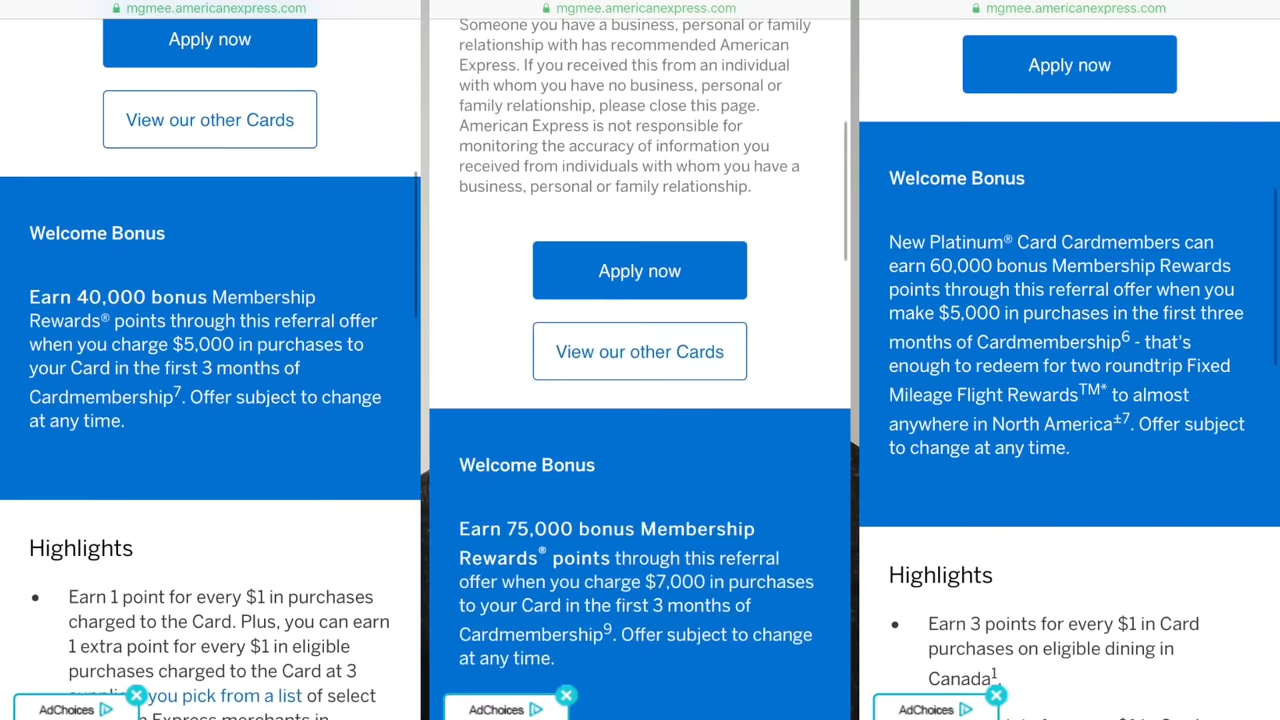 mgmee.americanexpress.com
Apply now
View our other Cards
Welcome Bonus
Earn 40,000 bonus Membership
Rewards® points through this referral offer
when you charge $5,000 in purchases to
your Card in the first 3 months of
Cardmembership7. Offer subject to change
at any time.
Highlights
• Earn 1 point for every $1 in purchases
charged to the Card. Plus, you can earn
1 extra point for every $1 in eligible
purchases charged to the Card at 3
you pick from a list of select
Express merchants in
AdChoices
mgmee.americanexpress.com
Someone you have a business, personal or family
relationship with has recommended American
Express. If you received this from an individual
with whom you have no business, personal or
family relationship, please close this page.
American Express is not responsible for
monitoring the accuracy of information you
received from individuals with whom you have a
business, personal or family relationship.
Apply now
View our other Cards
Welcome Bonus
Earn 75,000 bonus Membership
Rewards® points through this referral
offer when you charge $7,000 in purchases
to your Card in the first 3 months of
Cardmembership9. Offer subject to change
at any time.
AdChoices
mgmee.americanexpress.com
Apply now
Welcome Bonus
New Platinum® Card Cardmembers can
earn 60,000 bonus Membership Rewards
points through this referral offer when you
make $5,000 in purchases in the first three
months of Cardmembership6 - that's
enough to redeem for two roundtrip Fixed
Mileage Flight RewardsTM* to almost
anywhere in North America±7. Offer subject
to change at any time.
Highlights
• Earn 3 points for every $1 in Card
purchases on eligible dining in
Canada1.
AdChoices